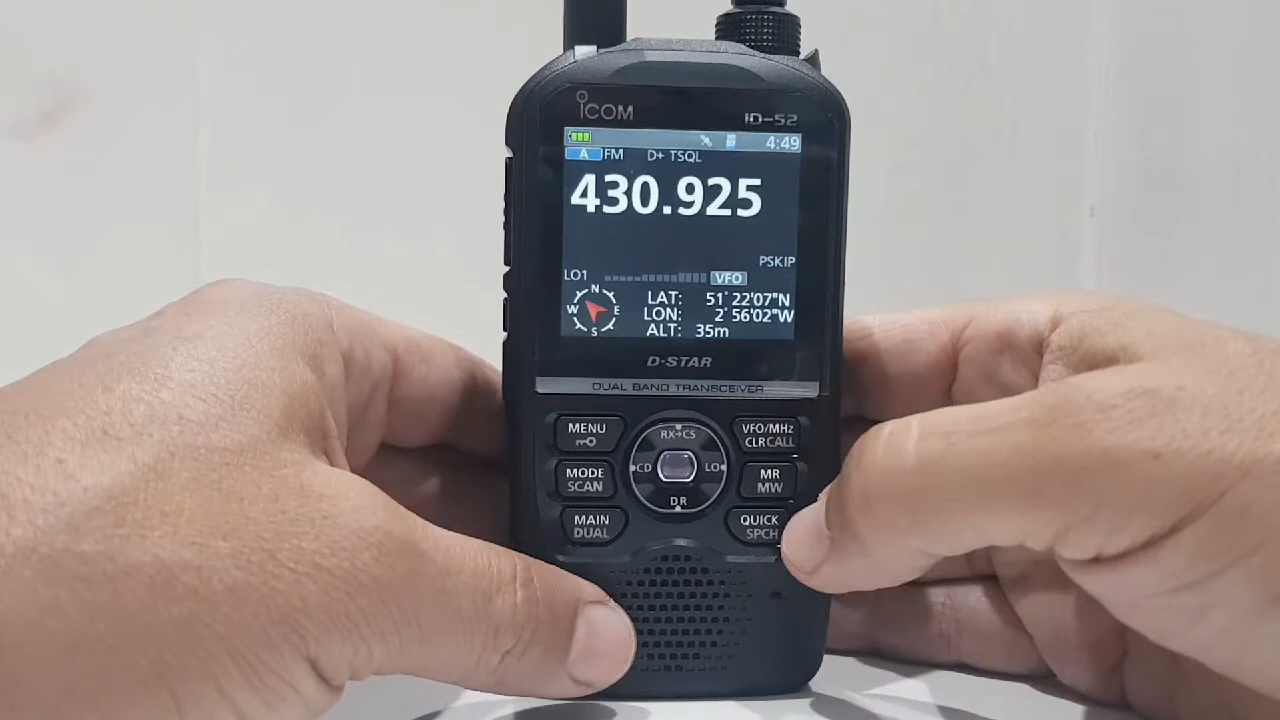 iCOM ID-52
4:49
A FM D+ TSQL
430.925
PSKIP
LO1 VFO
N
W E
S
LAT: 51°22'07"N
LON: 2°56'02"W
ALT: 35m
D-STAR
DUAL BAND TRANSCEIVER
MENU
RX→CS
VFO/MHz
CLR CALL
MODE
SCAN
CD
LO
MR
MW
DR
MAIN
DUAL
QUICK
SPCH